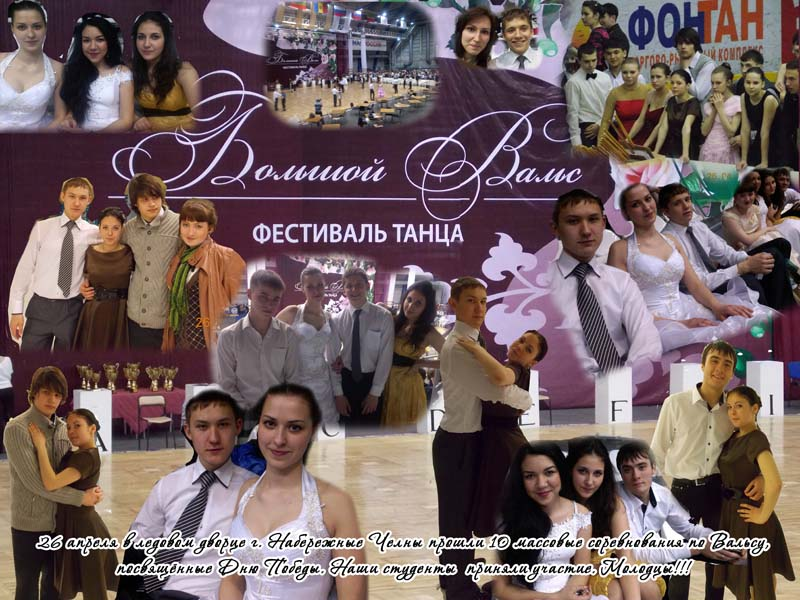 ФОНТАН
Большой Вальс
ФЕСТИВАЛЬ ТАНЦА
A C D E F I
26 апреля в ледовом дворце г. Набережные Челны прошли 10 массовые соревнования по Вальсу,
посвящённые Дню Победы. Наши студенты приняли участие. Молодцы!!!